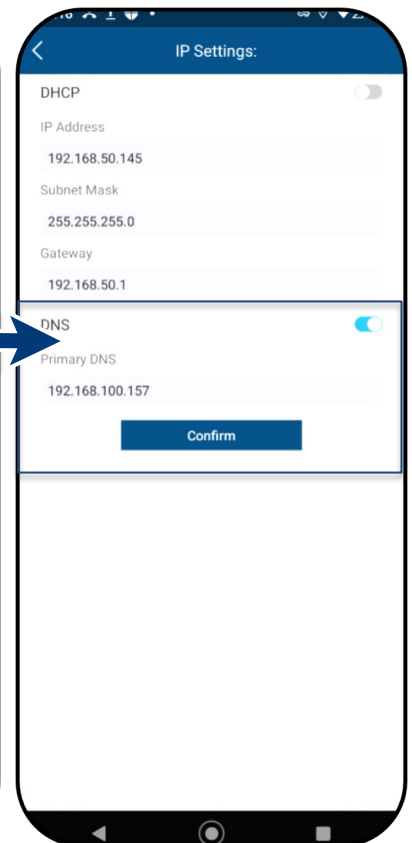 IP Settings:
DHCP
IP Address
192.168.50.145
Subnet Mask
255.255.255.0
Gateway
192.168.50.1
DNS
Primary DNS
192.168.100.157
Confirm